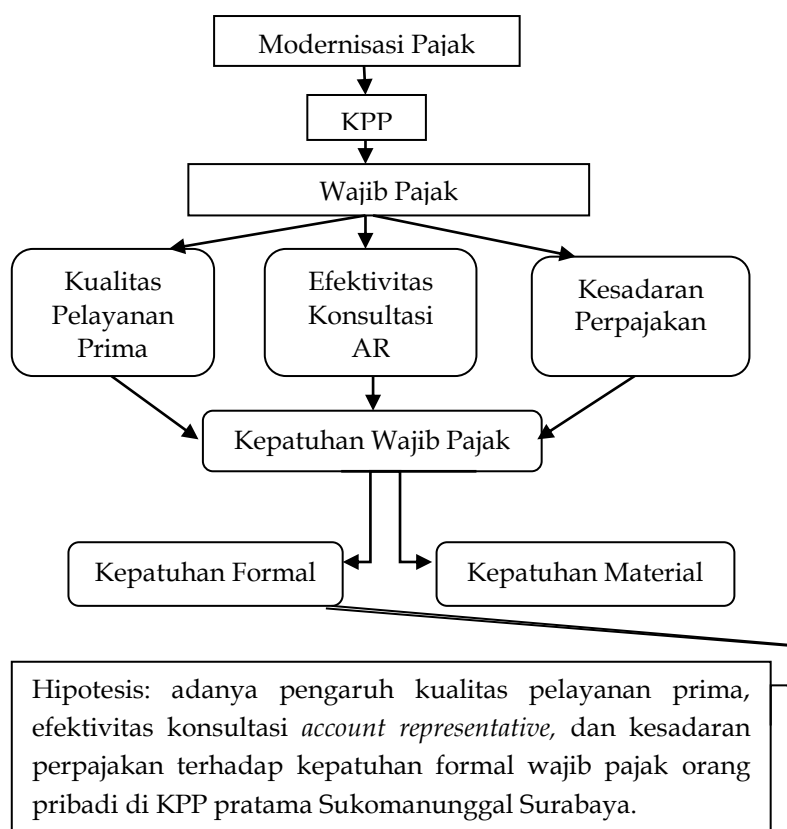 Modernisasi Pajak
KPP
Wajib Pajak
Kualitas
Pelayanan
Prima
Efektivitas
Konsultasi
AR
Kesadaran
Perpajakan
Kepatuhan Wajib Pajak
Kepatuhan Formal
Kepatuhan Material
Hipotesis: adanya pengaruh kualitas pelayanan prima,
efektivitas konsultasi account representative, dan kesadaran
perpajakan terhadap kepatuhan formal wajib pajak orang
pribadi di KPP pratama Sukomanunggal Surabaya.